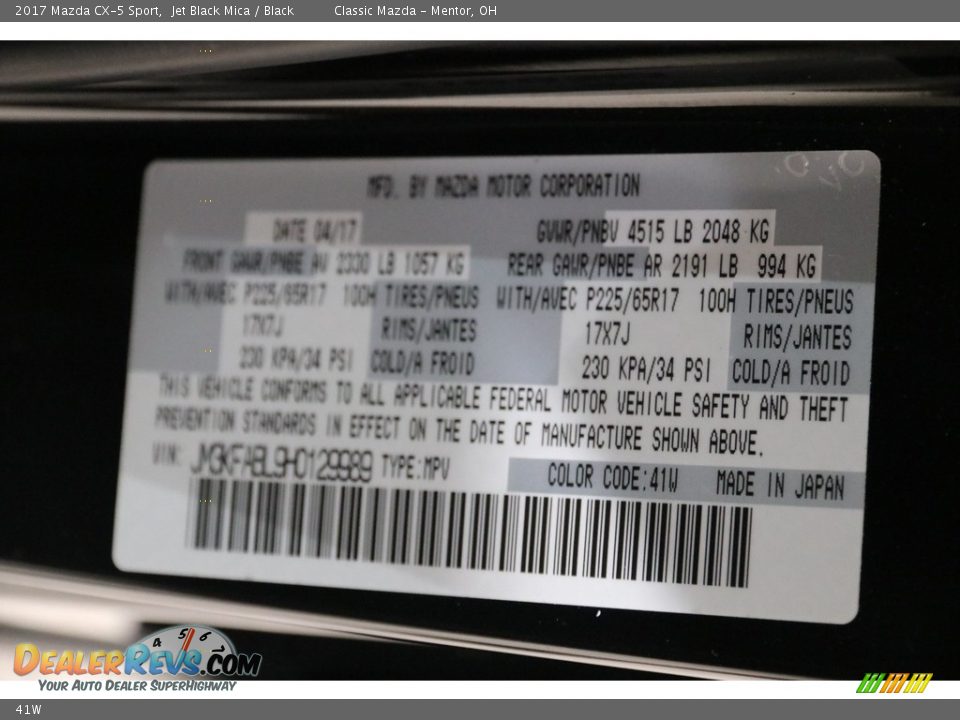 2017 Mazda CX-5 Sport, Jet Black Mica / Black Classic Mazda - Mentor, OH
MFD. BY MAZDA MOTOR CORPORATION
DATE 04/17 GVWR/PNBV 4515 LB 2048 KG
FRONT GAWR/PNBE AV 2330 LB 1057 KG REAR GAWR/PNBE AR 2191 LB 994 KG
WITH/AVEC P225/65R17 100H TIRES/PNEUS WITH/AVEC P225/65R17 100H TIRES/PNEUS
17X7J RIMS/JANTES 17X7J RIMS/JANTES
230 KPA/34 PSI COLD/A FROID 230 KPA/34 PSI COLD/A FROID
THIS VEHICLE CONFORMS TO ALL APPLICABLE FEDERAL MOTOR VEHICLE SAFETY AND THEFT
PREVENTION STANDARDS IN EFFECT ON THE DATE OF MANUFACTURE SHOWN ABOVE.
VIN: JM3KFABL9H0129989 TYPE:MPV COLOR CODE:41W MADE IN JAPAN
4 5 6
DEALERREVS.COM
YOUR AUTO DEALER SUPERHIGHWAY
41W